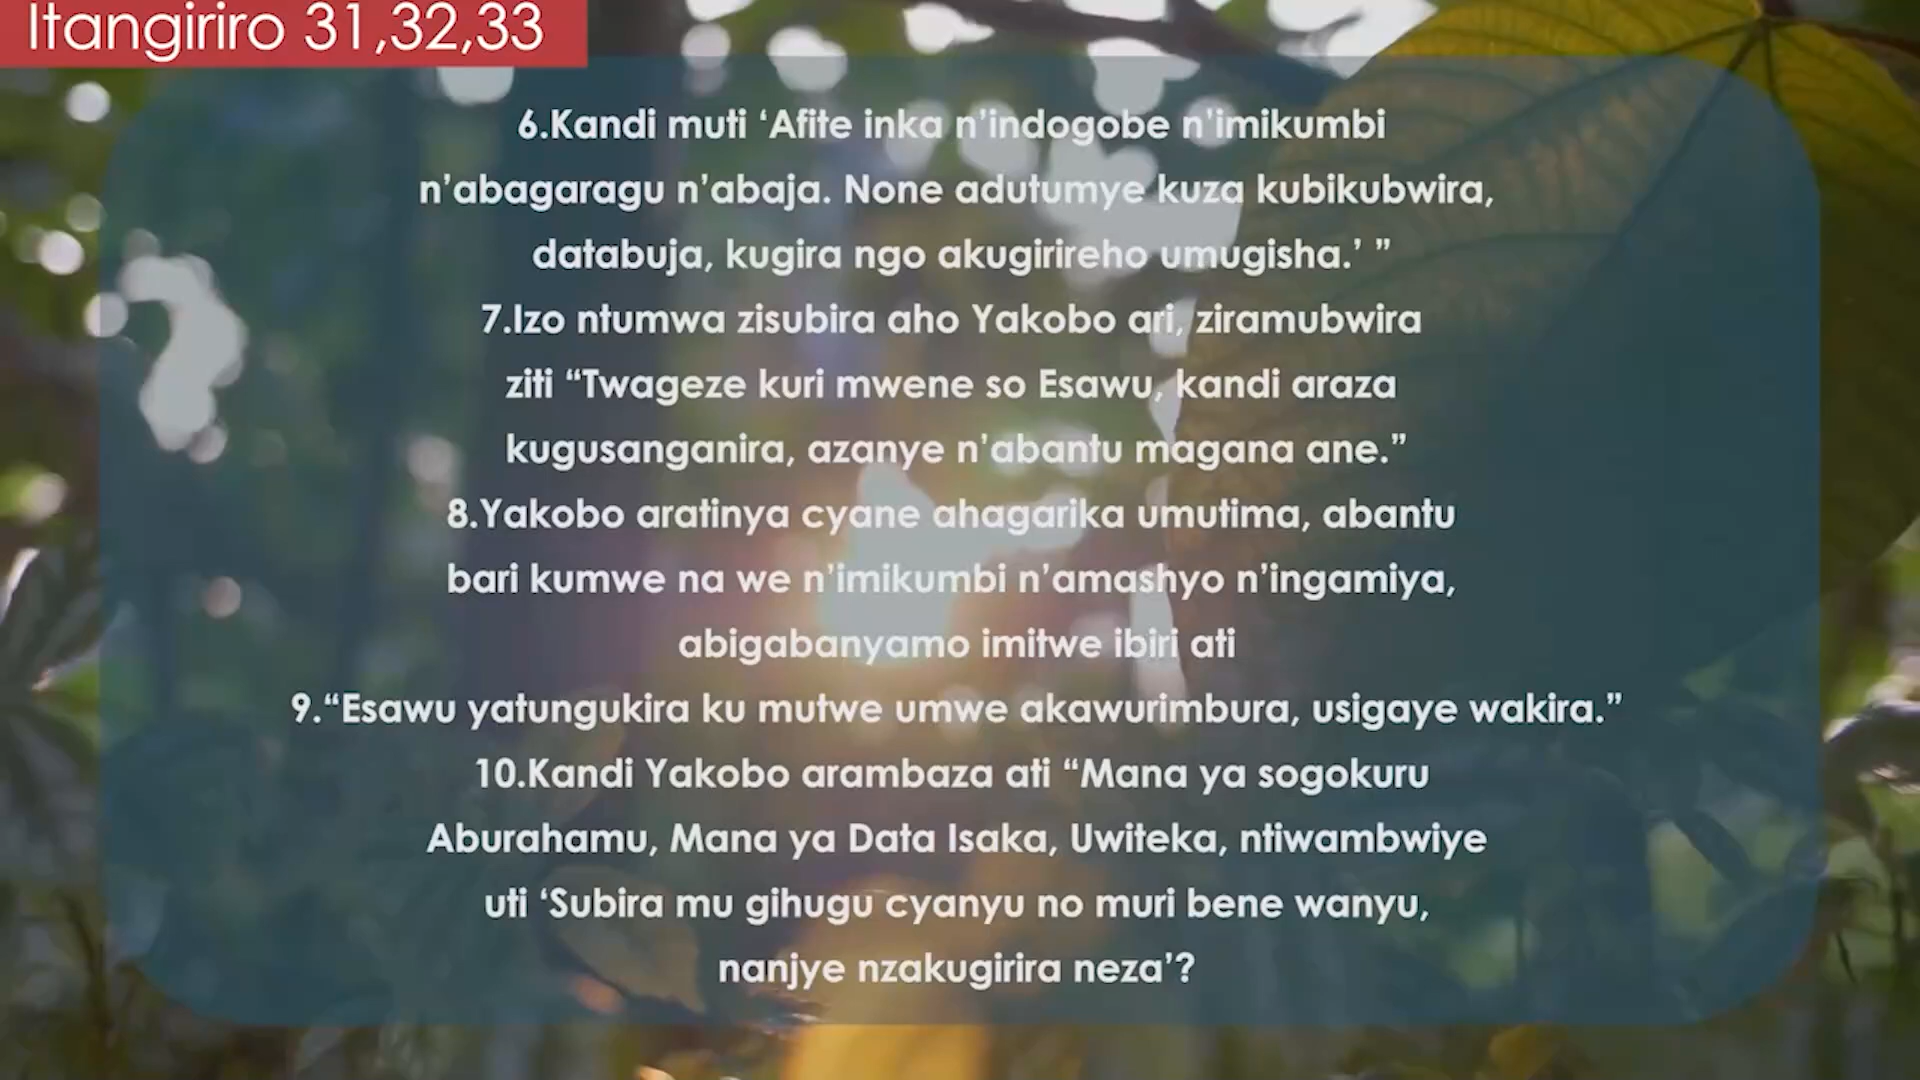 Itangiriro 31,32,33
6.Kandi muti ‘Afite inka n’indogobe n’imikumbi
n’abagaragu n’abaja. None adutumye kuza kubikubwira,
databuja, kugira ngo akugirireho umugisha.’ ”
7.Izo ntumwa zisubira aho Yakobo ari, ziramubwira
ziti “Twageze kuri mwene so Esawu, kandi araza
kugusanganira, azanye n’abantu magana ane.”
8.Yakobo aratinya cyane ahagarika umutima, abantu
bari kumwe na we n’imikumbi n’amashyo n’ingamiya,
abigabanyamo imitwe ibiri ati
9.“Esawu yatungukira ku mutwe umwe akawurimbura, usigaye wakira.”
10.Kandi Yakobo arambaza ati “Mana ya sogokuru
Aburahamu, Mana ya Data Isaka, Uwiteka, ntiwambwiye
uti ‘Subira mu gihugu cyanyu no muri bene wanyu,
nanjye nzakugirira neza’?